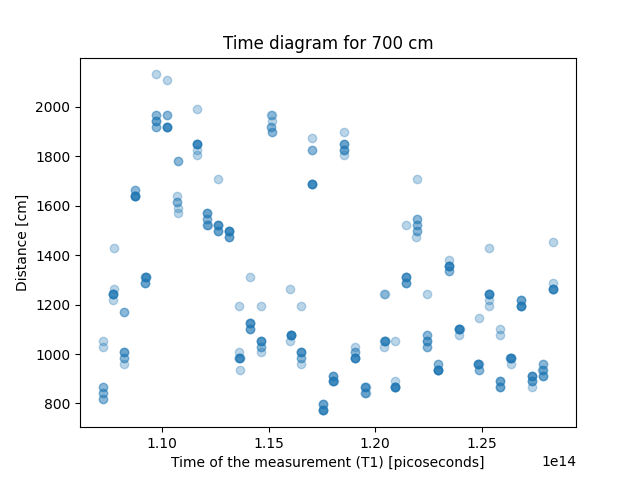 Time diagram for 700 cm
Distance [cm]
2000
1800
1600
1400
1200
1000
800
1.10 1.15 1.20 1.25
1e14
Time of the measurement (T1) [picoseconds]